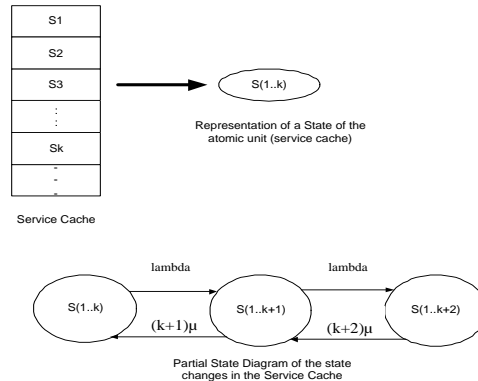 S1
S2
S3
:
:
Sk
-
-
-
Service Cache
S(1..k)
Representation of a State of the
atomic unit (service cache)
lambda
lambda
S(1..k)
S(1..k+1)
S(1..k+2)
(k+1)μ
(k+2)μ
Partial State Diagram of the state
changes in the Service Cache